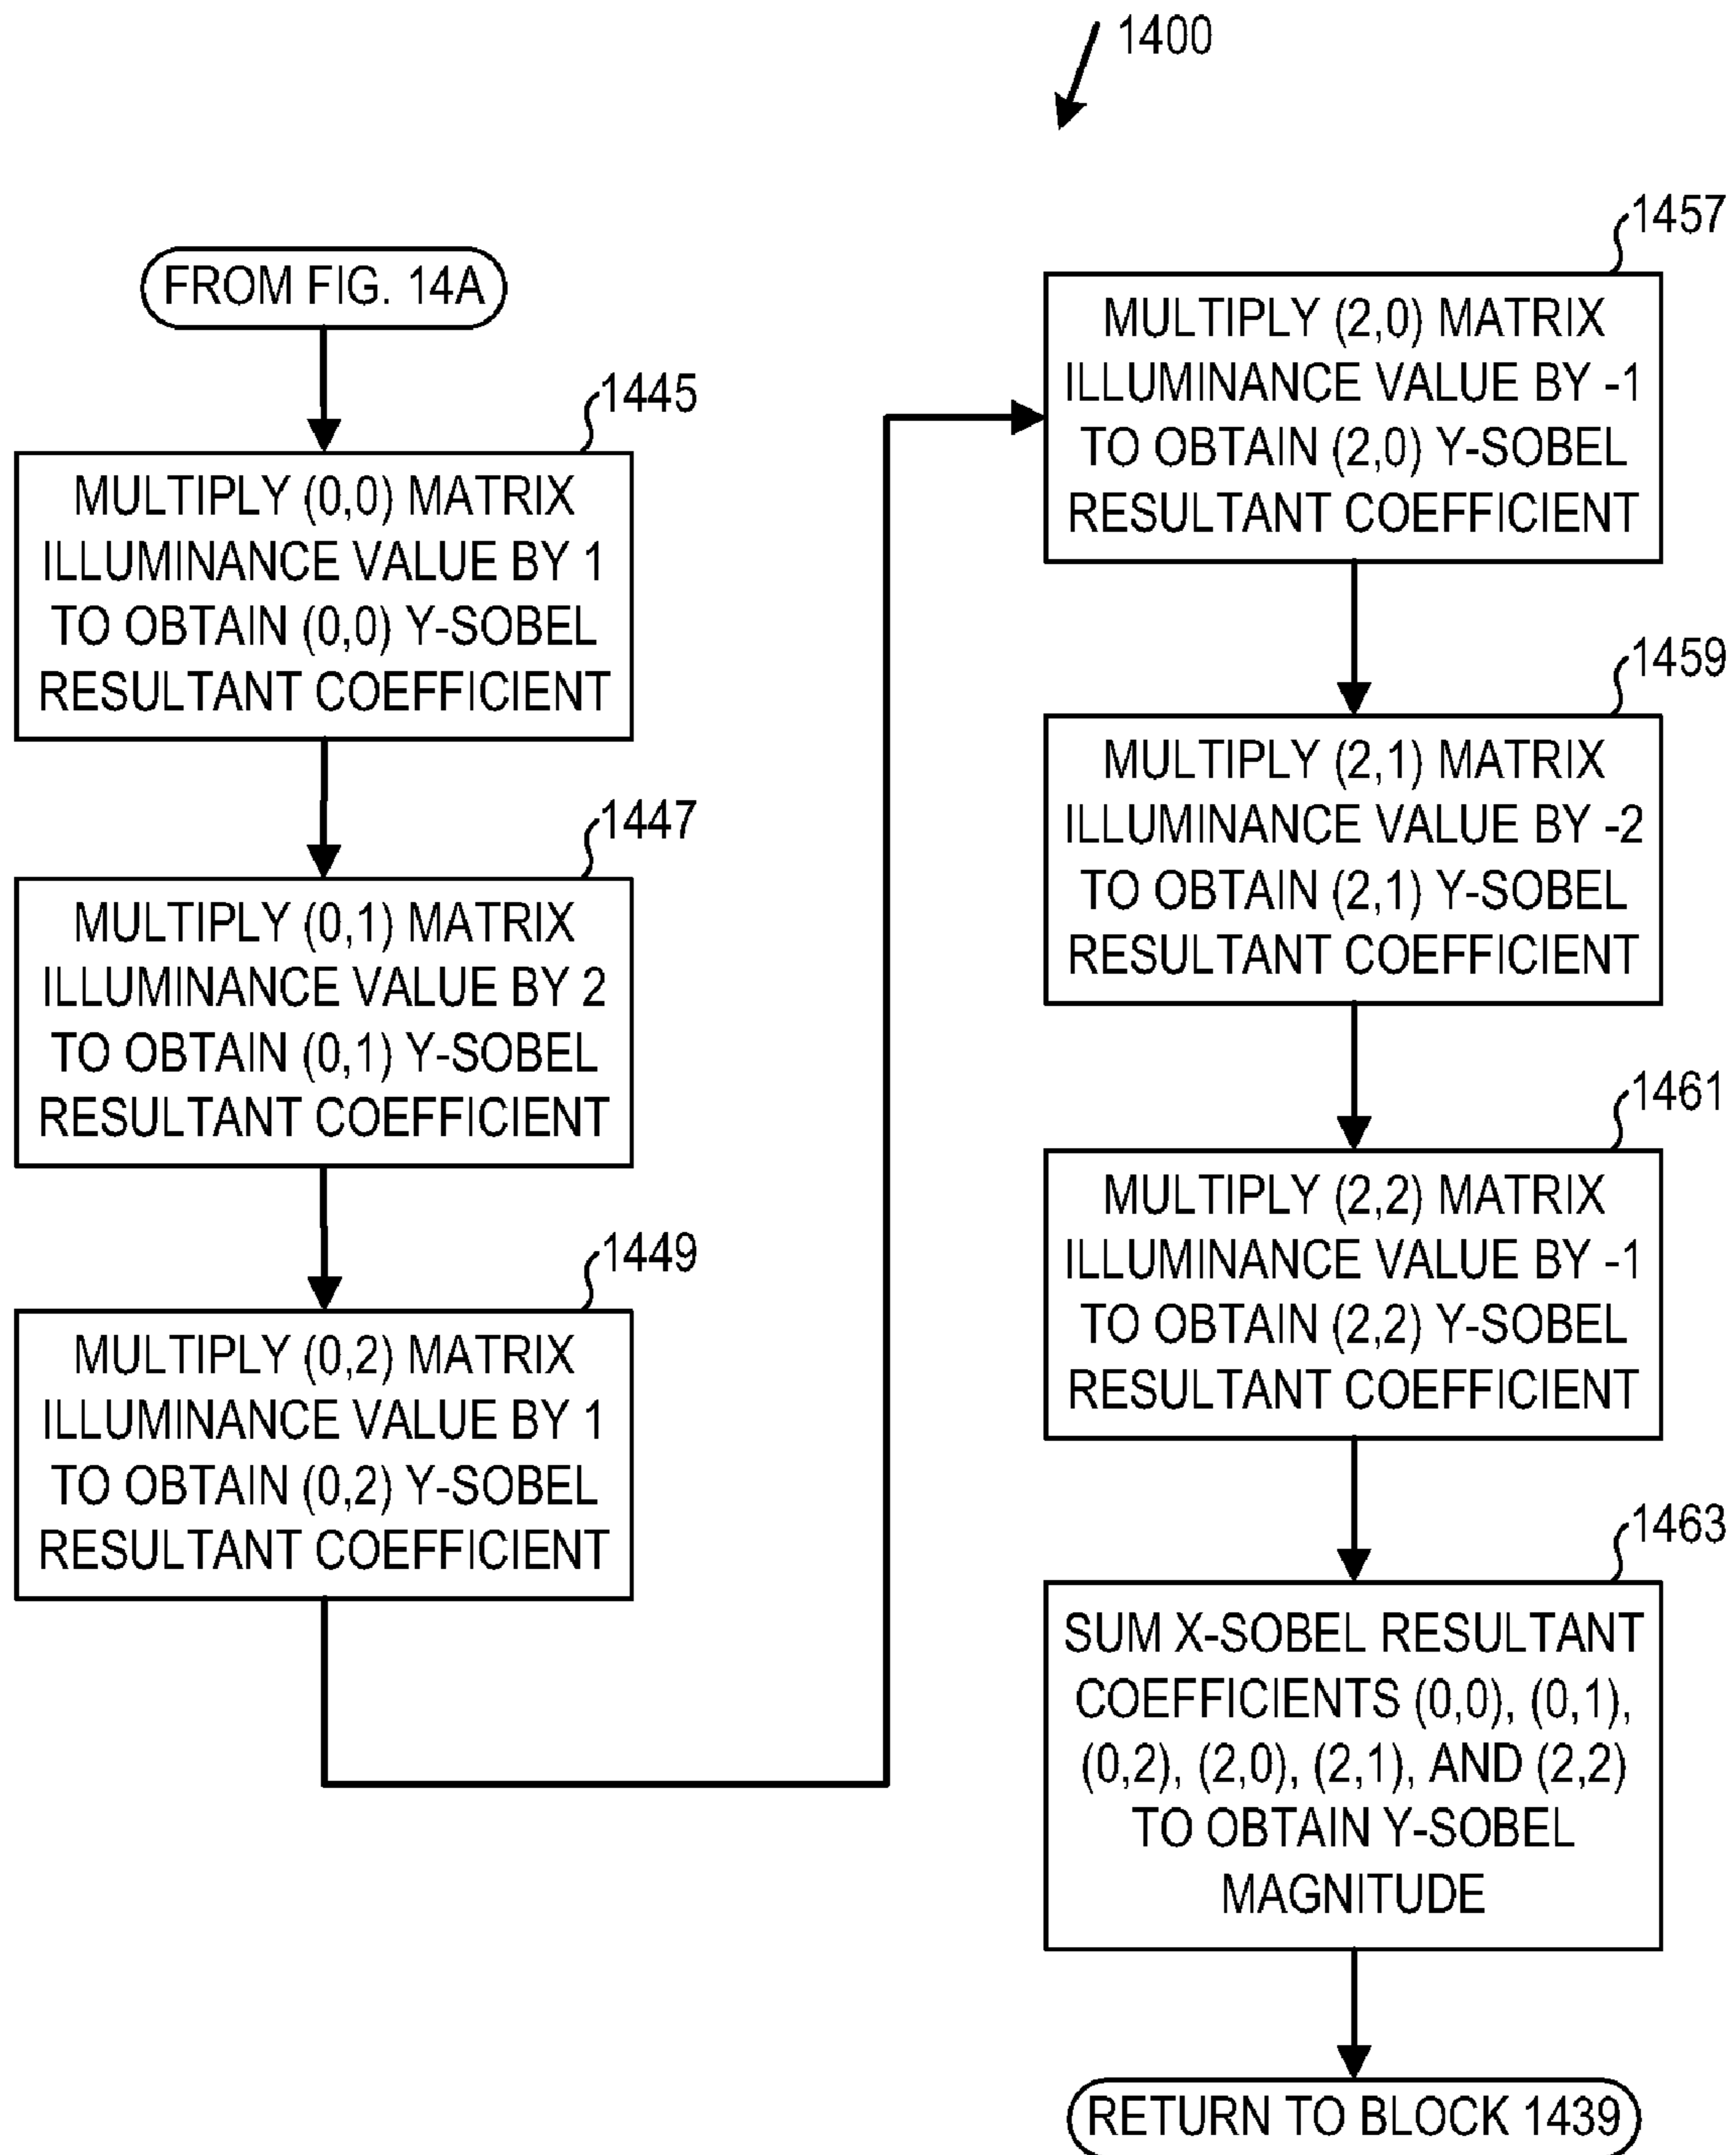 1400
FROM FIG. 14A
1445
MULTIPLY (0,0) MATRIX
ILLUMINANCE VALUE BY 1
TO OBTAIN (0,0) Y-SOBEL
RESULTANT COEFFICIENT
1447
MULTIPLY (0,1) MATRIX
ILLUMINANCE VALUE BY 2
TO OBTAIN (0,1) Y-SOBEL
RESULTANT COEFFICIENT
1449
MULTIPLY (0,2) MATRIX
ILLUMINANCE VALUE BY 1
TO OBTAIN (0,2) Y-SOBEL
RESULTANT COEFFICIENT
1457
MULTIPLY (2,0) MATRIX
ILLUMINANCE VALUE BY -1
TO OBTAIN (2,0) Y-SOBEL
RESULTANT COEFFICIENT
1459
MULTIPLY (2,1) MATRIX
ILLUMINANCE VALUE BY -2
TO OBTAIN (2,1) Y-SOBEL
RESULTANT COEFFICIENT
1461
MULTIPLY (2,2) MATRIX
ILLUMINANCE VALUE BY -1
TO OBTAIN (2,2) Y-SOBEL
RESULTANT COEFFICIENT
1463
SUM X-SOBEL RESULTANT
COEFFICIENTS (0,0), (0,1),
(0,2), (2,0), (2,1), AND (2,2)
TO OBTAIN Y-SOBEL
MAGNITUDE
RETURN TO BLOCK 1439